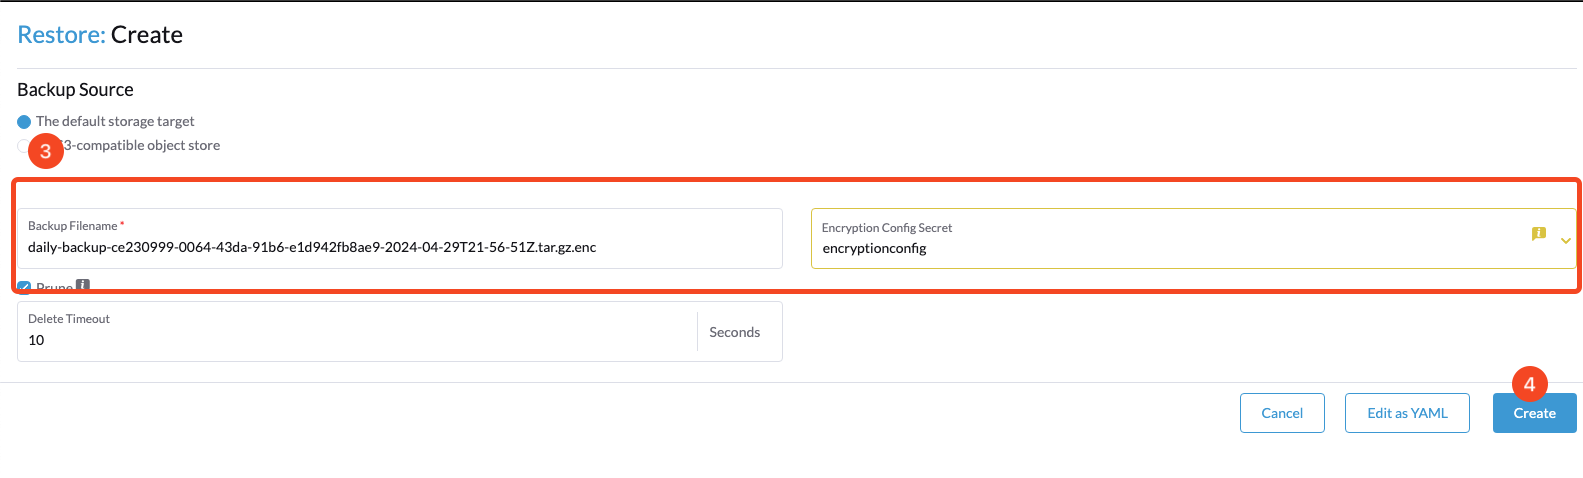 Restore: Create
Backup Source
The default storage target
3-compatible object store
3
Backup Filename *
daily-backup-ce230999-0064-43da-91b6-e1d942fb8ae9-2024-04-29T21-56-51Z.tar.gz.enc
Encryption Config Secret
encryptionconfig
Prune
Delete Timeout
10
Seconds
4
Cancel
Edit as YAML
Create